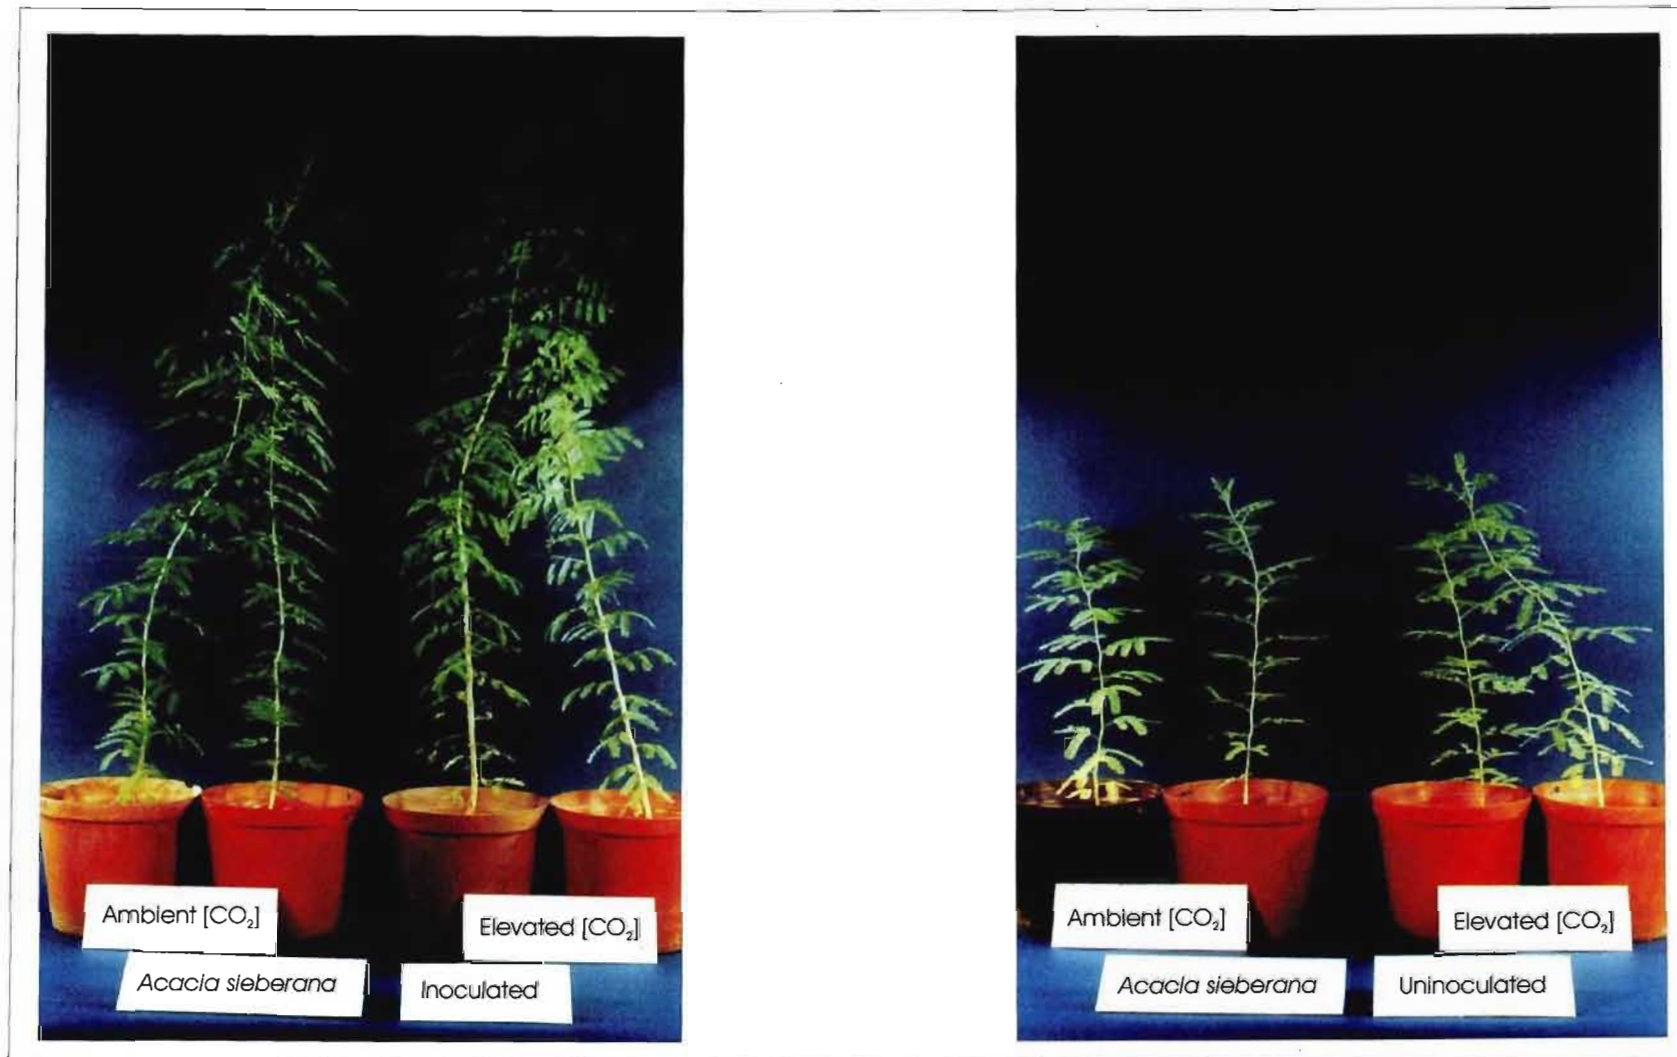 Ambient [CO₂]
Elevated [CO₂]
Acacia sieberana
Inoculated
Ambient [CO₂]
Elevated [CO₂]
Acacia sieberana
Uninoculated